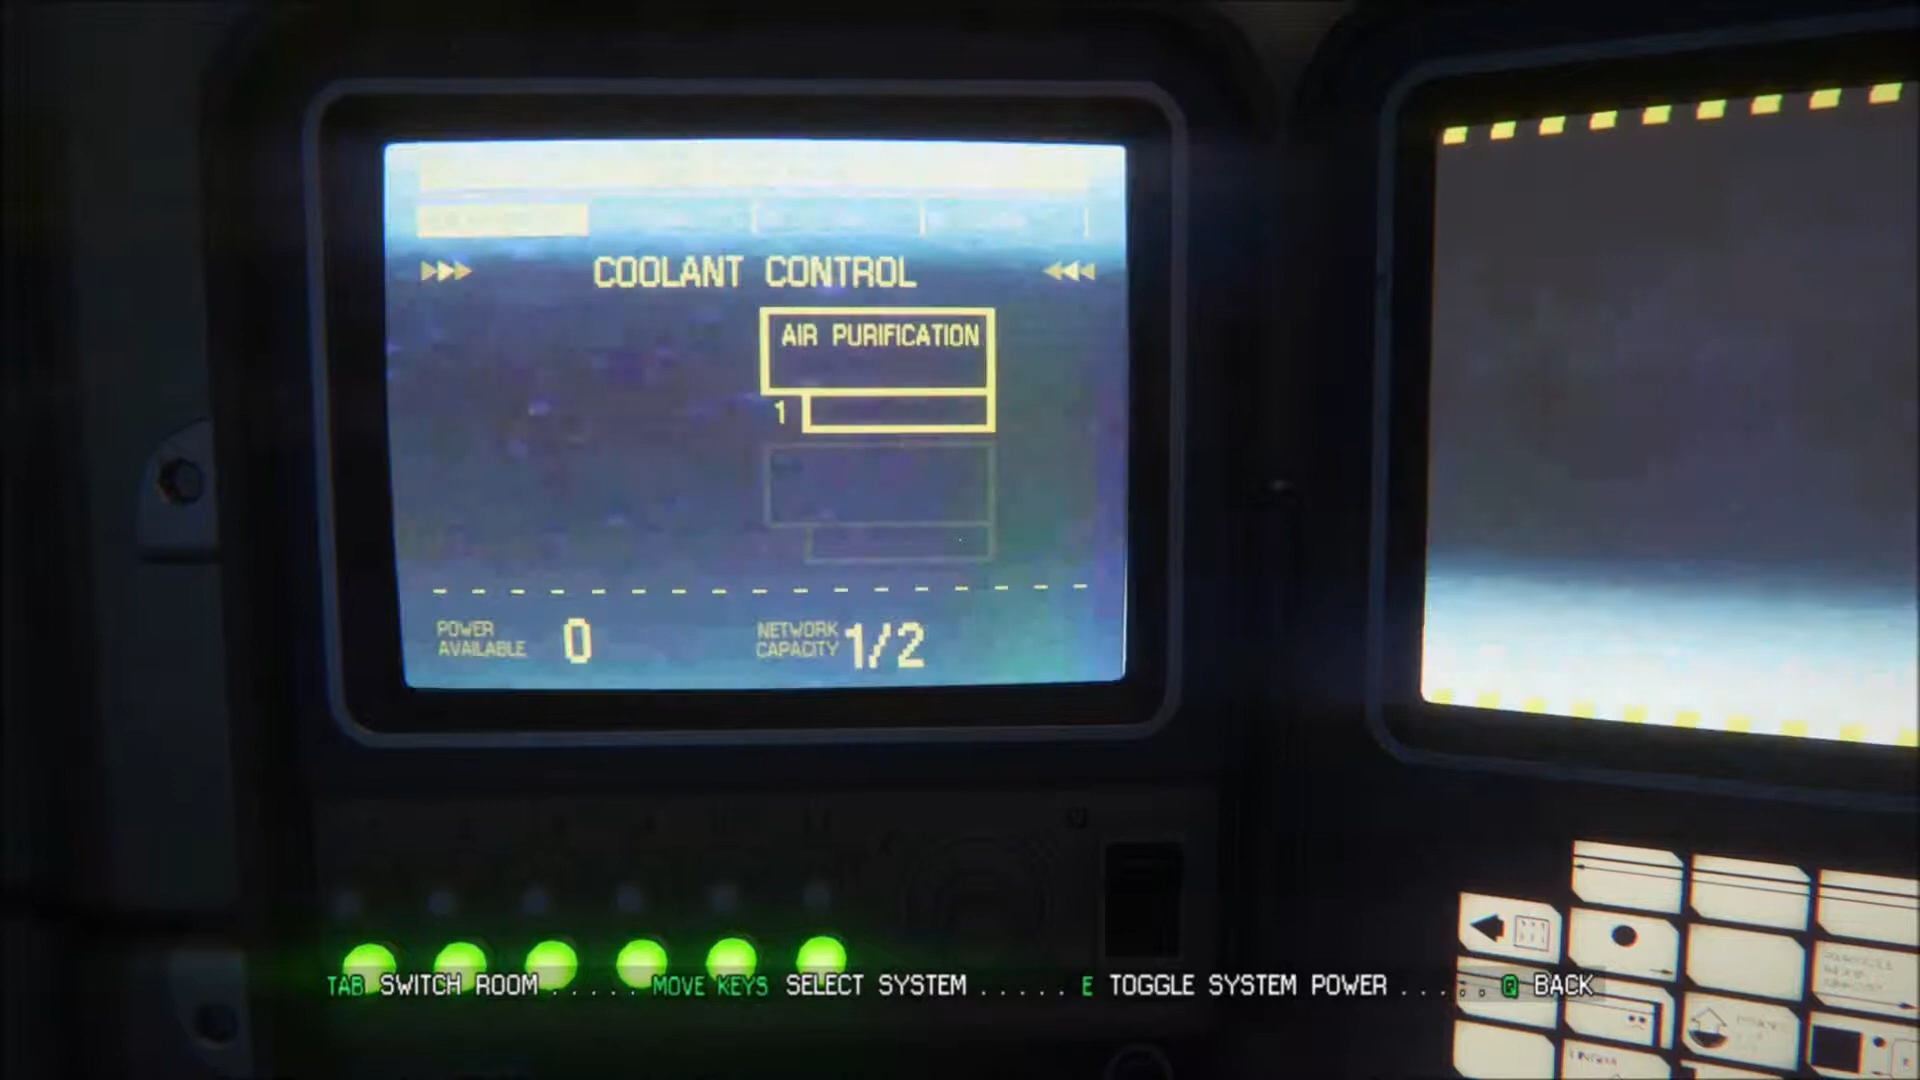 COOLANT CONTROL
AIR PURIFICATION
1
POWER AVAILABLE 0
NETWORK CAPACITY 1/2
TAB SWITCH ROOM ..... MOVE KEYS SELECT SYSTEM ..... E TOGGLE SYSTEM POWER ..... Q BACK